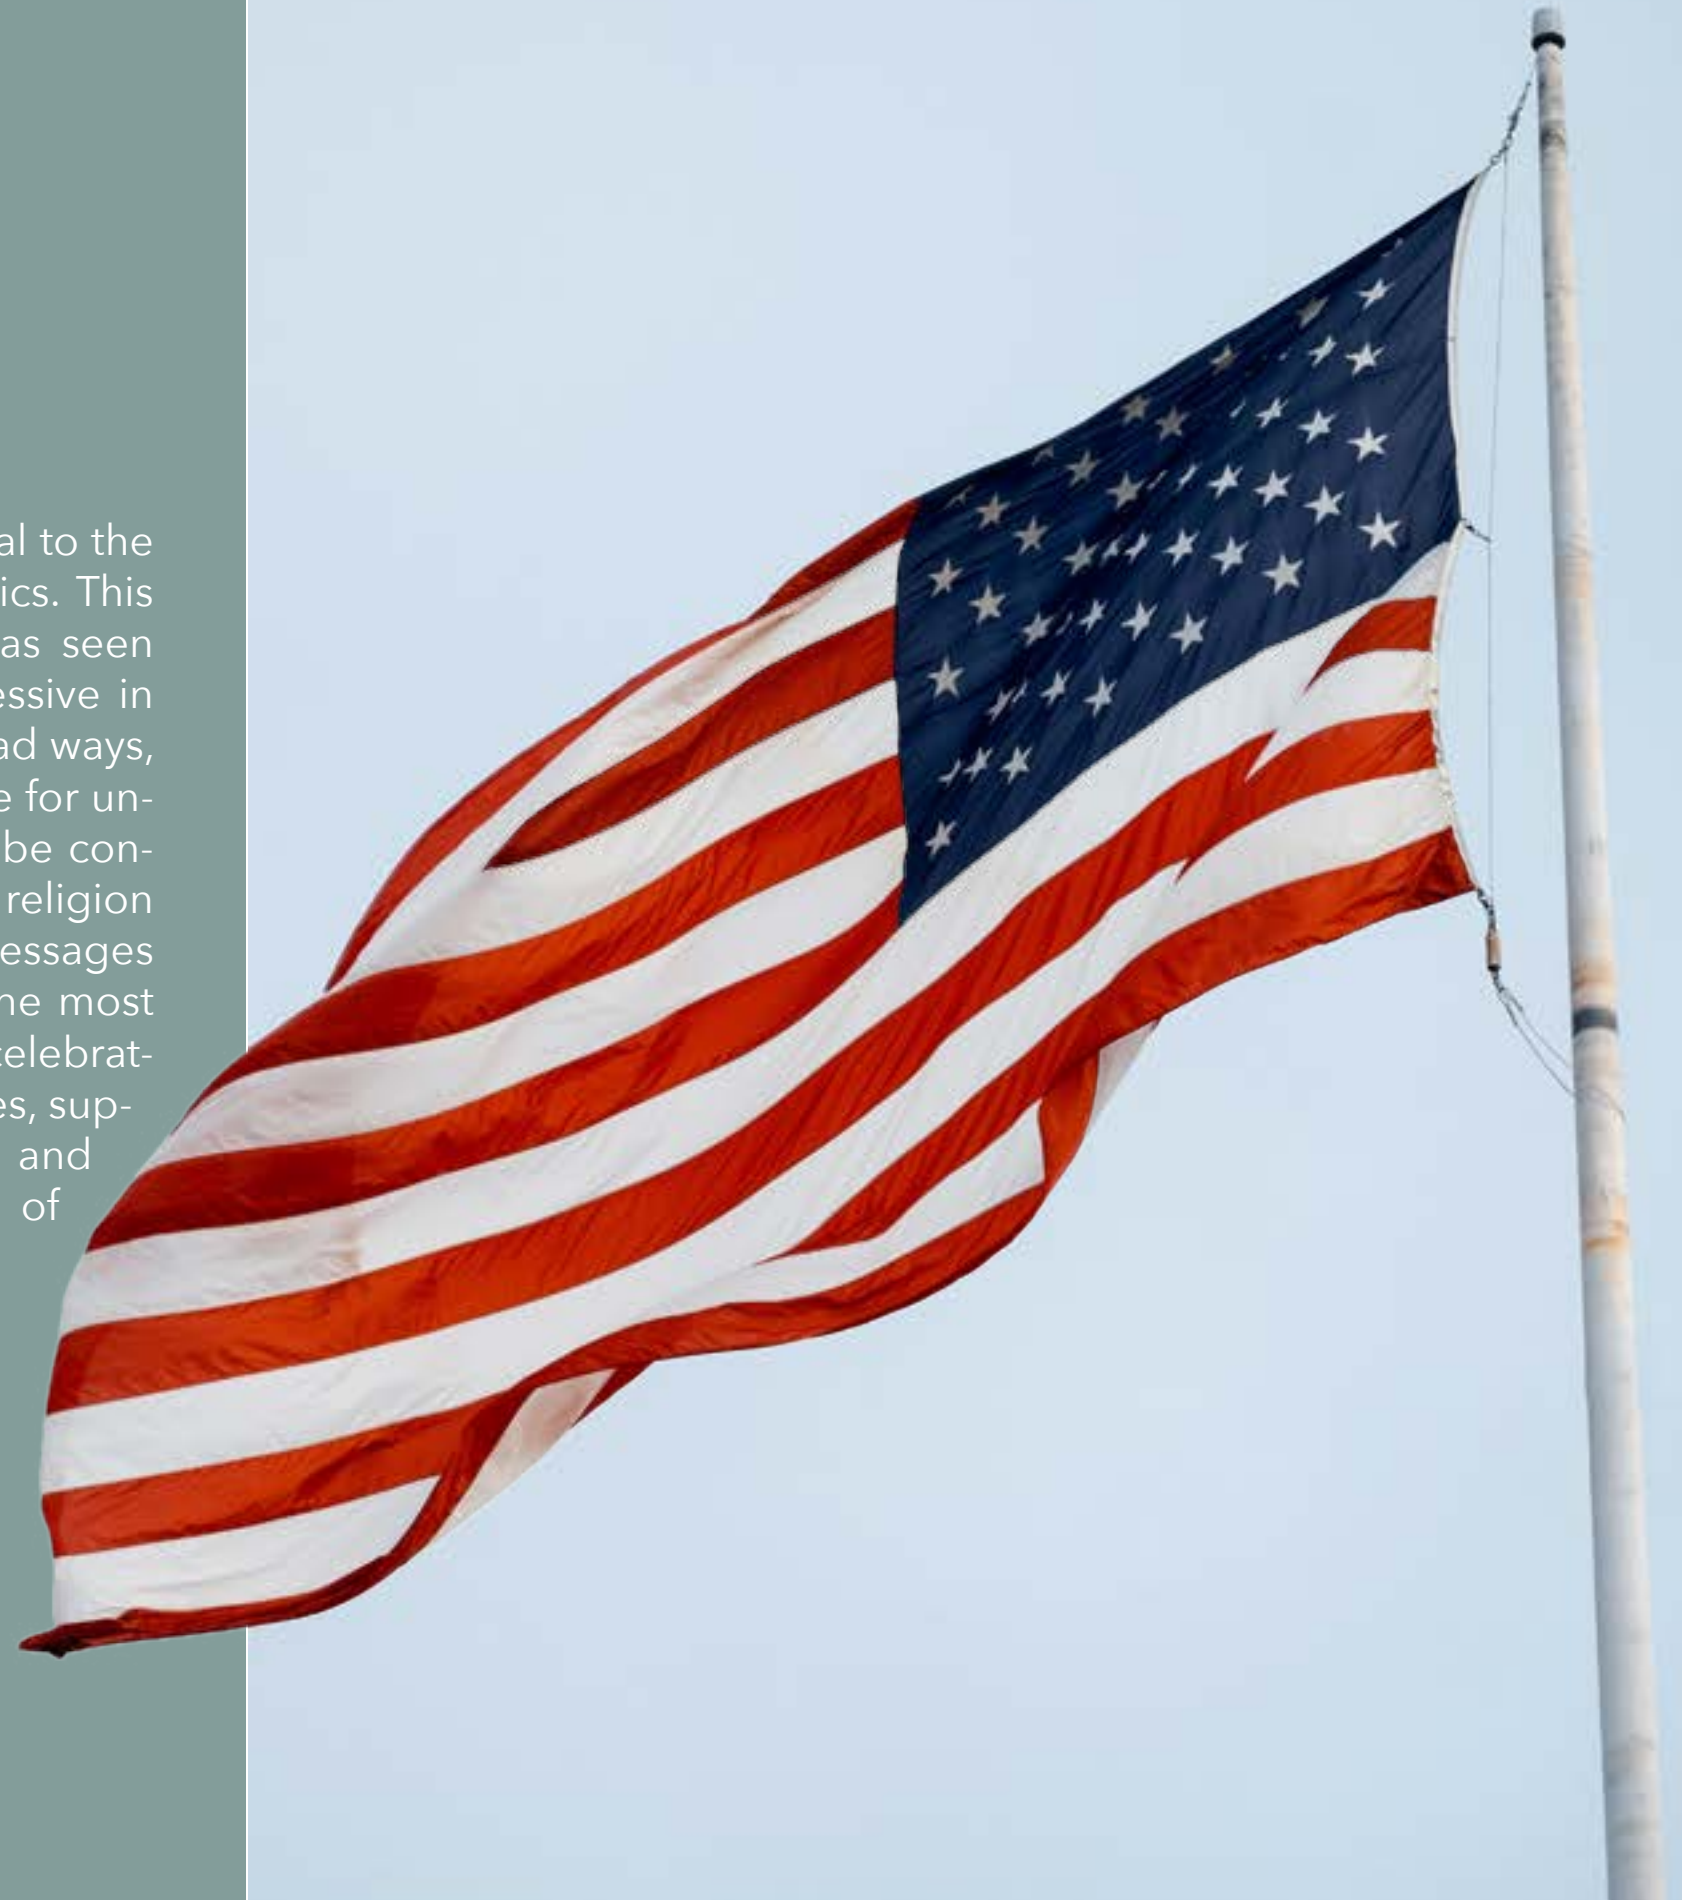 al to the
ics. This
as seen
essive in
ad ways,
e for un-
be con-
religion
essages
ne most
celebrat-
es, sup-
and
of